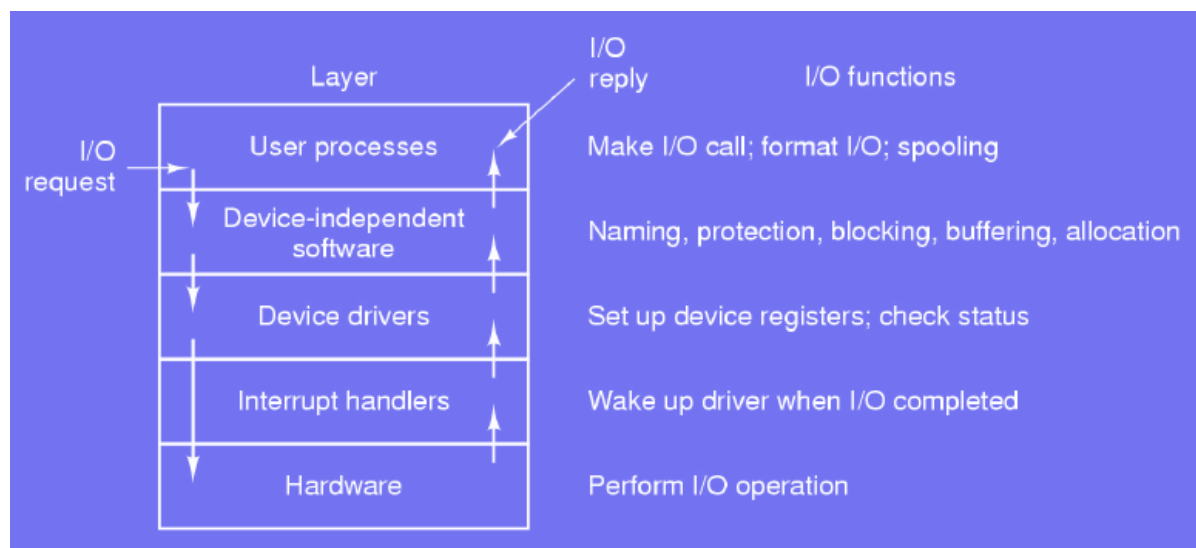 I/O
reply
Layer
I/O functions
I/O
request
User processes
Make I/O call; format I/O; spooling
Device-independent
software
Naming, protection, blocking, buffering, allocation
Device drivers
Set up device registers; check status
Interrupt handlers
Wake up driver when I/O completed
Hardware
Perform I/O operation